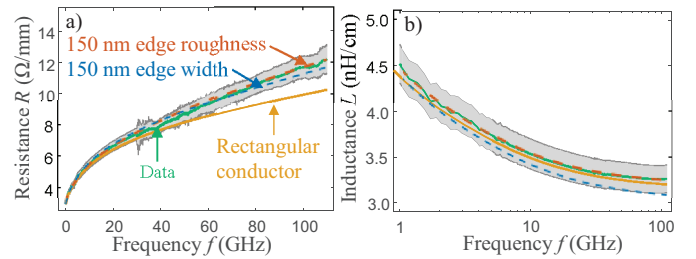 a)
Resistance R (Ω/mm)
16
14
12
10
8
6
4
150 nm edge roughness
150 nm edge width
Data
Rectangular
conductor
0
20
40
60
80
100
Frequency f (GHz)
b)
Inductance L (nH/cm)
5.0
4.5
4.0
3.5
3.0
1
10
100
Frequency f (GHz)